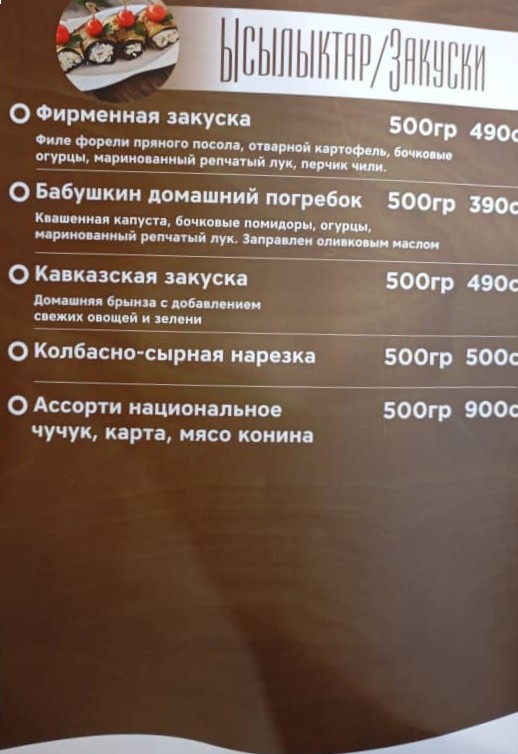 Ысылыктар/Закуски
Фирменная закуска 500гр 490с
Филе форели пряного посола, отварной картофель, бочковые
огурцы, маринованный репчатый лук, перчик чили.
Бабушкин домашний погребок 500гр 390с
Квашенная капуста, бочковые помидоры, огурцы,
маринованный репчатый лук. Заправлен оливковым маслом
Кавказская закуска 500гр 490с
Домашняя брынза с добавлением
свежих овощей и зелени
Колбасно-сырная нарезка 500гр 500с
Ассорти национальное 500гр 900с
чучук, карта, мясо конина